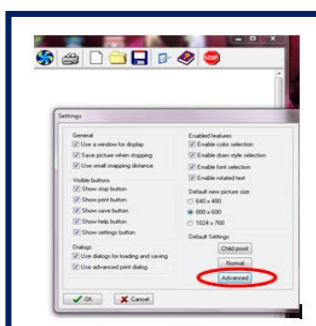 STOP
Settings
General
Use a window for display
Save picture when stopping
Use small snapping distance
Visible buttons
Show stop button
Show print button
Show save button
Show help button
Show settings button
Dialogs
Use dialogs for loading and saving
Use advanced print dialog
Enabled features
Enable color selection
Enable draw style selection
Enable font selection
Enable rotated text
Default new picture size
640 x 480
800 x 600
1024 x 768
Default Settings
Child proof
Normal
Advanced
OK
Cancel